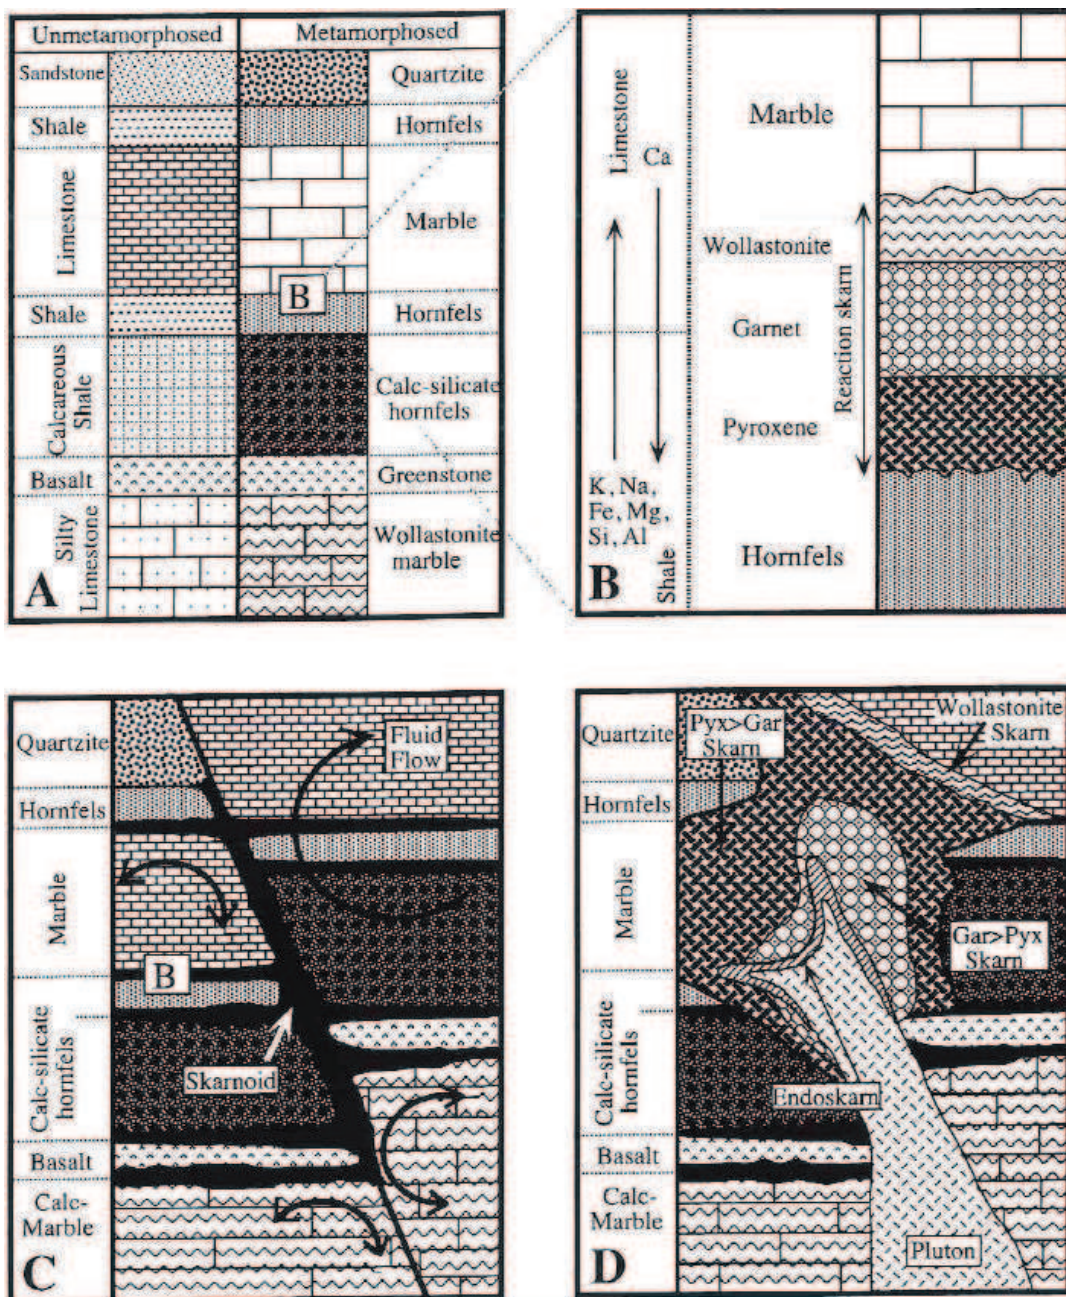 Unmetamorphosed
Metamorphosed
Sandstone
Quartzite
Shale
Hornfels
Limestone
Marble
B
Shale
Hornfels
Calcareous
Shale
Calc-silicate
hornfels
Basalt
Greenstone
Silty
Limestone
Wollastonite
marble
A
Limestone
Ca
Marble
Wollastonite
Garnet
Reaction skarn
Pyroxene
K, Na,
Fe, Mg,
Si, Al
Shale
Hornfels
B
Quartzite
Fluid
Flow
Hornfels
Marble
B
Calc-silicate
hornfels
Skarnoid
Basalt
Calc-
Marble
C
Quartzite
Pyx>Gar
Skarn
Wollastonite
Skarn
Hornfels
Marble
Gar>Pyx
Skarn
Calc-silicate
hornfels
Endoskarn
Basalt
Calc-
Marble
Pluton
D